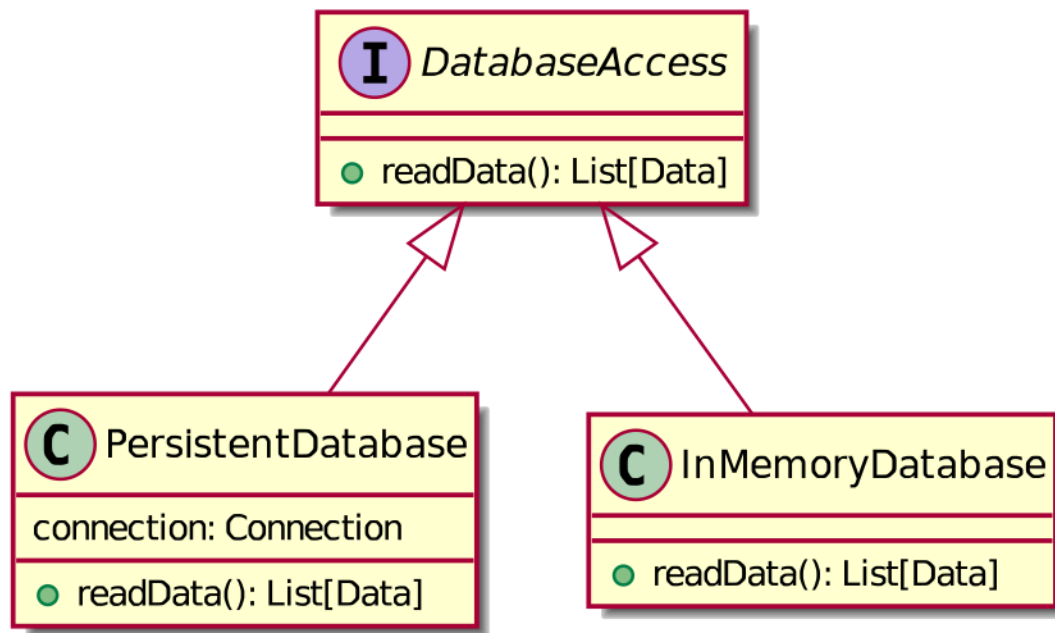 I DatabaseAccess
readData(): List[Data]
C PersistentDatabase
connection: Connection
readData(): List[Data]
C InMemoryDatabase
readData(): List[Data]